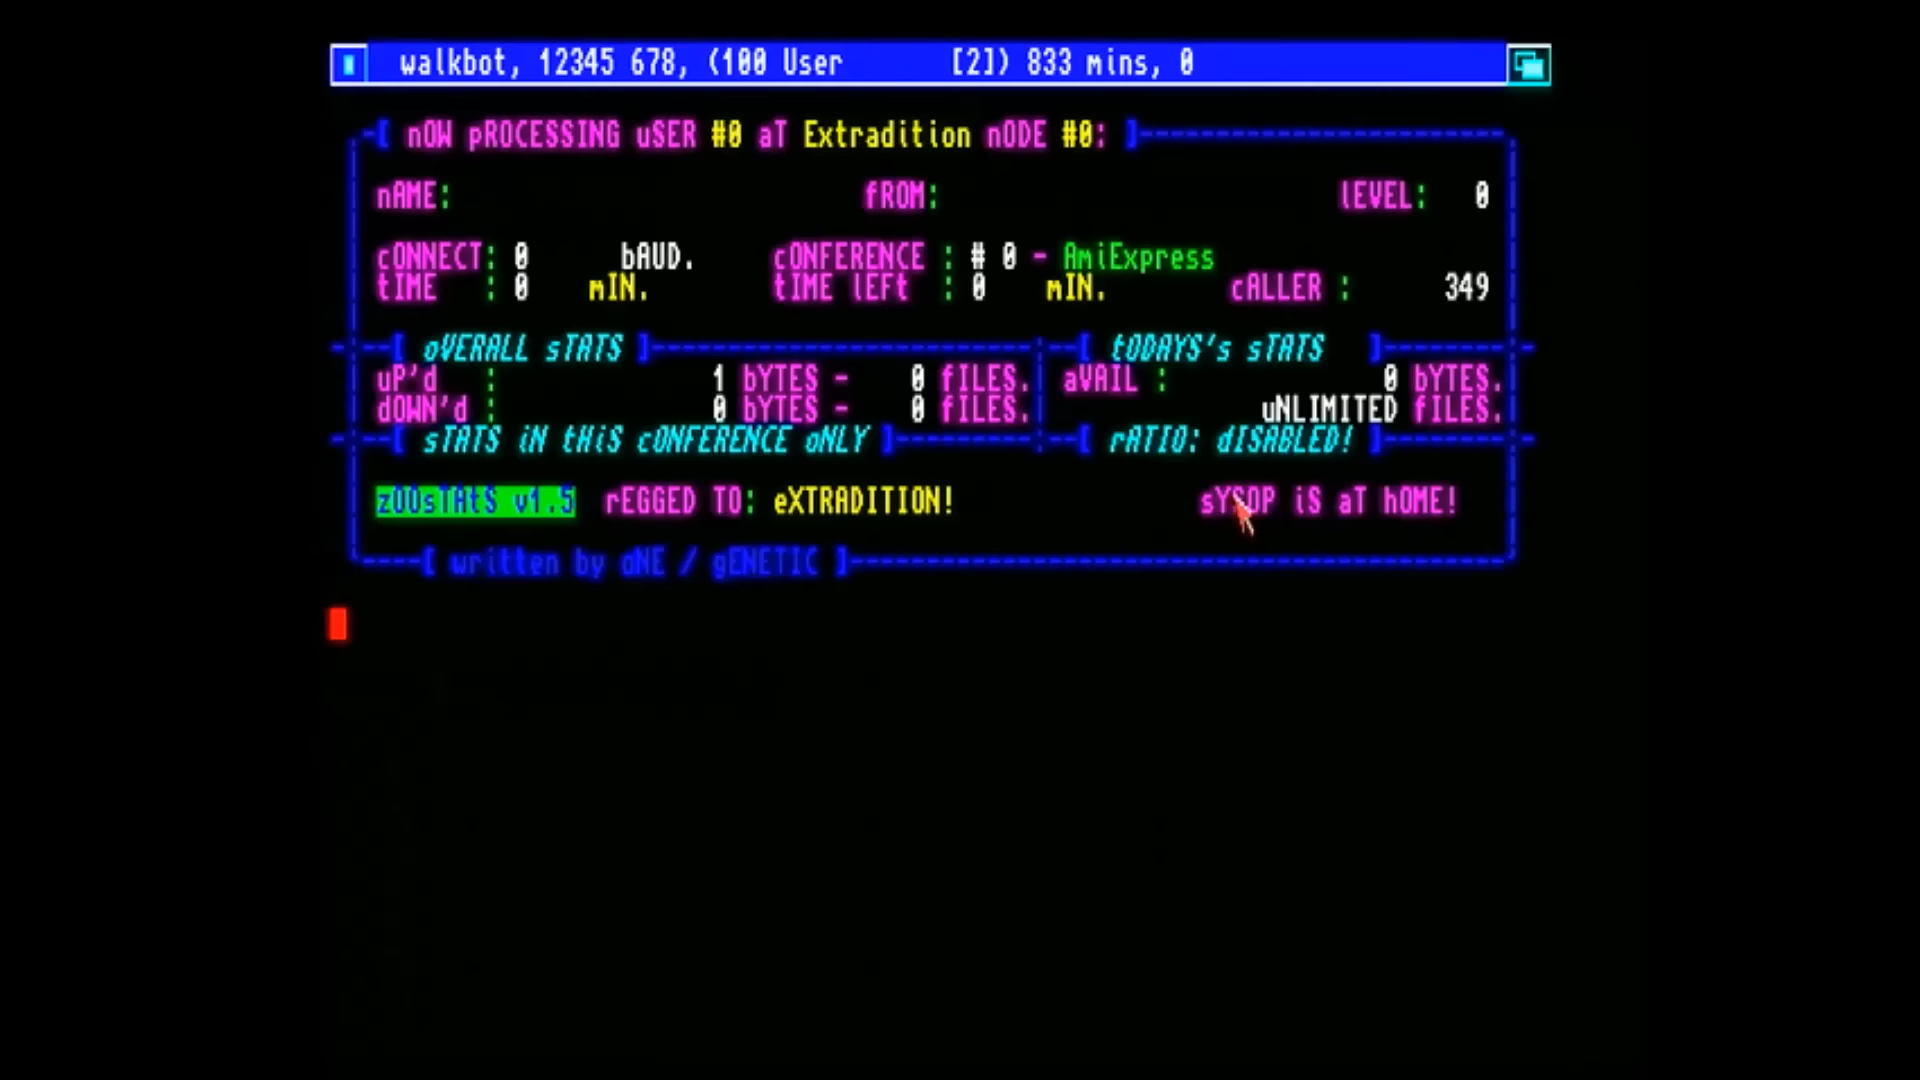 walkbot, 12345 678, (100 User [2]) 833 mins, 0
-[ nOW pROCESSING uSER #0 aT Extradition nODE #0: ]
nAME: fROM: lEVEL: 0
cONNECT: 0 bAUD. cONFERENCE : # 0 - AmiExpress
tIME : 0 mIN. tIME lEFt : 0 mIN. cALLER : 349
[ oVERALL sTATS ] [ tODAYS's sTATS ]
uP'd : 1 bYTES - 0 fILES. aVAIL : 0 bYTES.
dOWN'd : 0 bYTES - 0 fILES. uNLIMITED fILES.
[ sTATS iN tHiS cONFERENCE oNLY ] [ rATIO: dISABLED! ]
zOOsTAtS v1.5 rEGGED TO: eXTRADITION! sYSOP iS aT hOME!
[ written by dNE / gENETIC ]